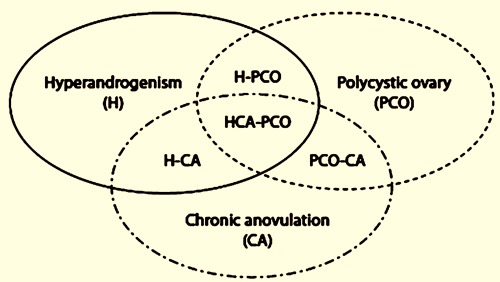 H-PCO
Hyperandrogenism
(H)
Polycystic ovary
(PCO)
HCA-PCO
H-CA
PCO-CA
Chronic anovulation
(CA)